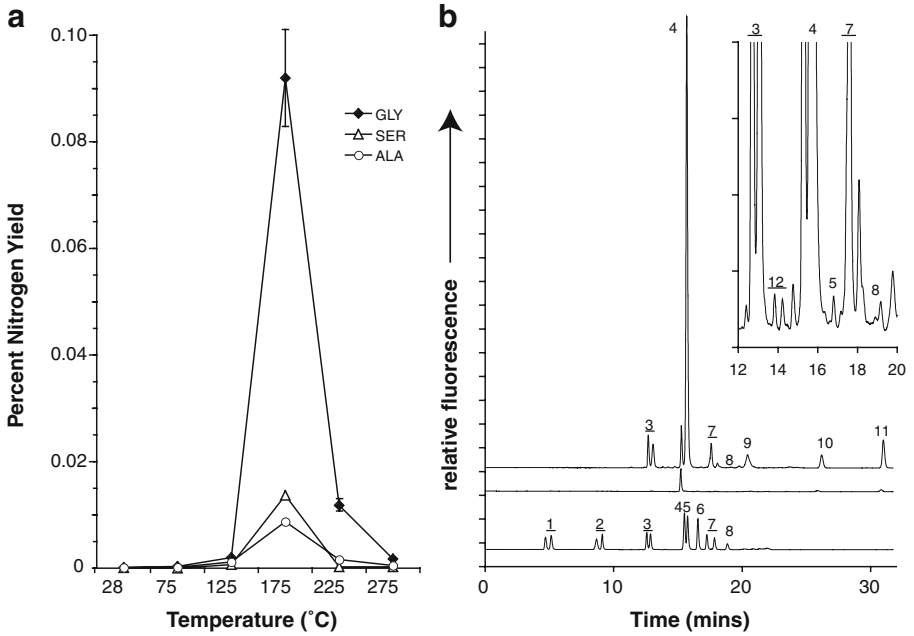 a
0.10
0.08
0.06
0.04
0.02
0
Percent Nitrogen Yield
GLY
SER
ALA
28 75 125 175 225 275
Temperature (˚C)
b
relative fluorescence
4
3 4 7
12 5 8
12 14 16 18 20
3 7 8 9 10 11
1 2 3 45 6 7 8
0 10 20 30
Time (mins)